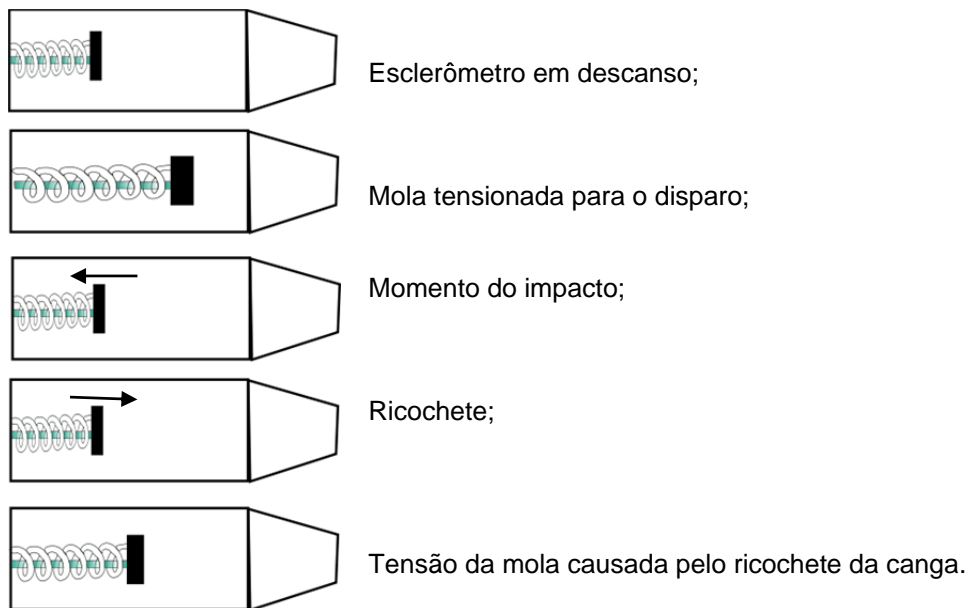 Esclerômetro em descanso;
Mola tensionada para o disparo;
Momento do impacto;
Ricochete;
Tensão da mola causada pelo ricochete da canga.